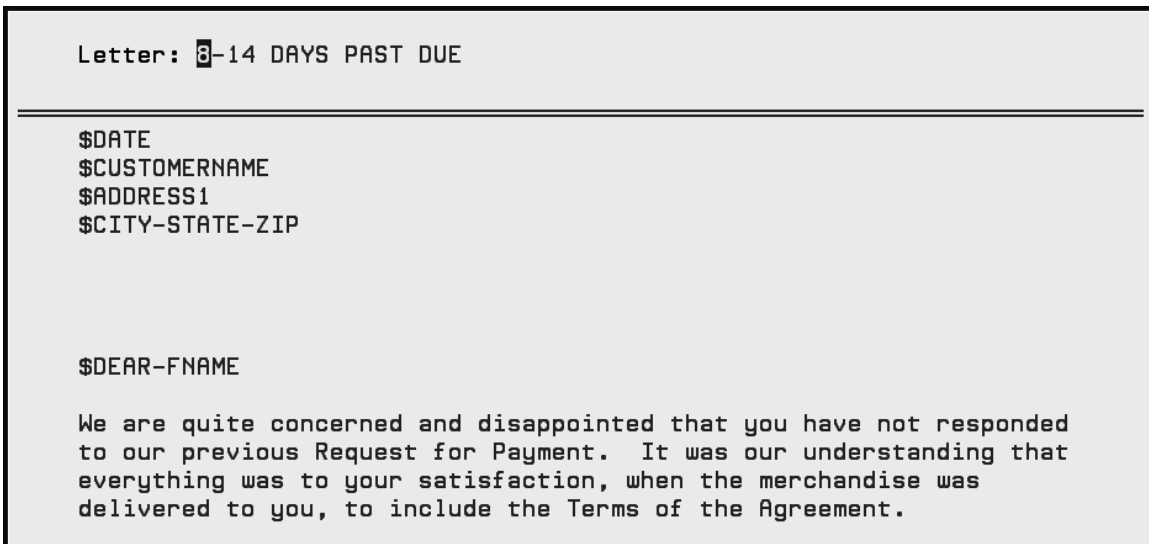 Letter: 8-14 DAYS PAST DUE
$DATE
$CUSTOMERNAME
$ADDRESS1
$CITY-STATE-ZIP
$DEAR-FNAME
We are quite concerned and disappointed that you have not responded
to our previous Request for Payment.  It was our understanding that
everything was to your satisfaction, when the merchandise was
delivered to you, to include the Terms of the Agreement.